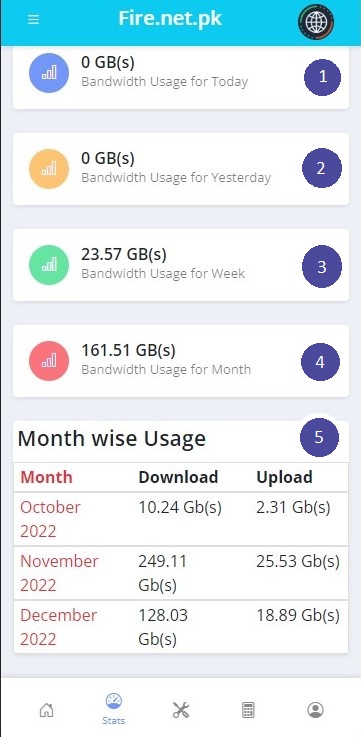 Fire.net.pk
0 GB(s)
Bandwidth Usage for Today
1
0 GB(s)
Bandwidth Usage for Yesterday
2
23.57 GB(s)
Bandwidth Usage for Week
3
161.51 GB(s)
Bandwidth Usage for Month
4
Month wise Usage
5
Month Download Upload
October 2022 10.24 Gb(s) 2.31 Gb(s)
November 2022 249.11 Gb(s) 25.53 Gb(s)
December 2022 128.03 Gb(s) 18.89 Gb(s)
Stats